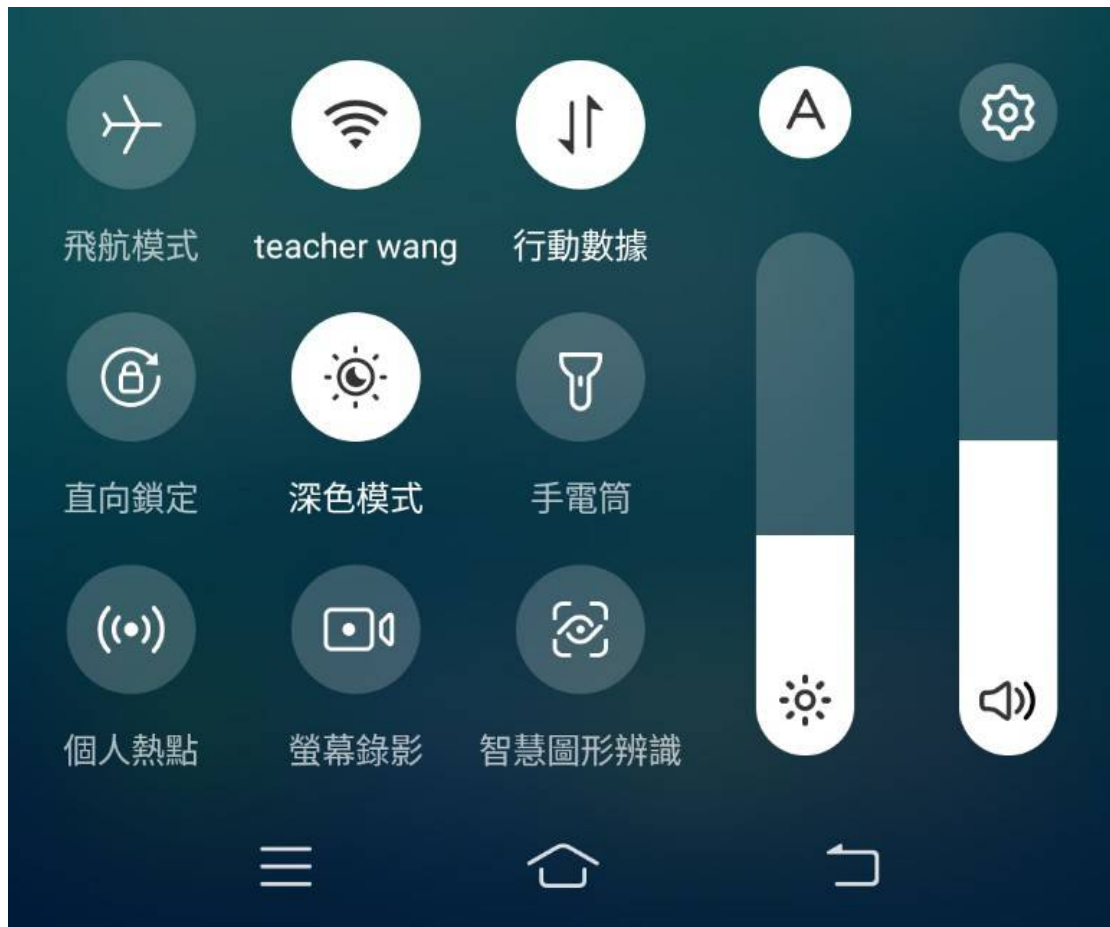 A
飛航模式
teacher wang
行動數據
直向鎖定
深色模式
手電筒
個人熱點
螢幕錄影
智慧圖形辨識